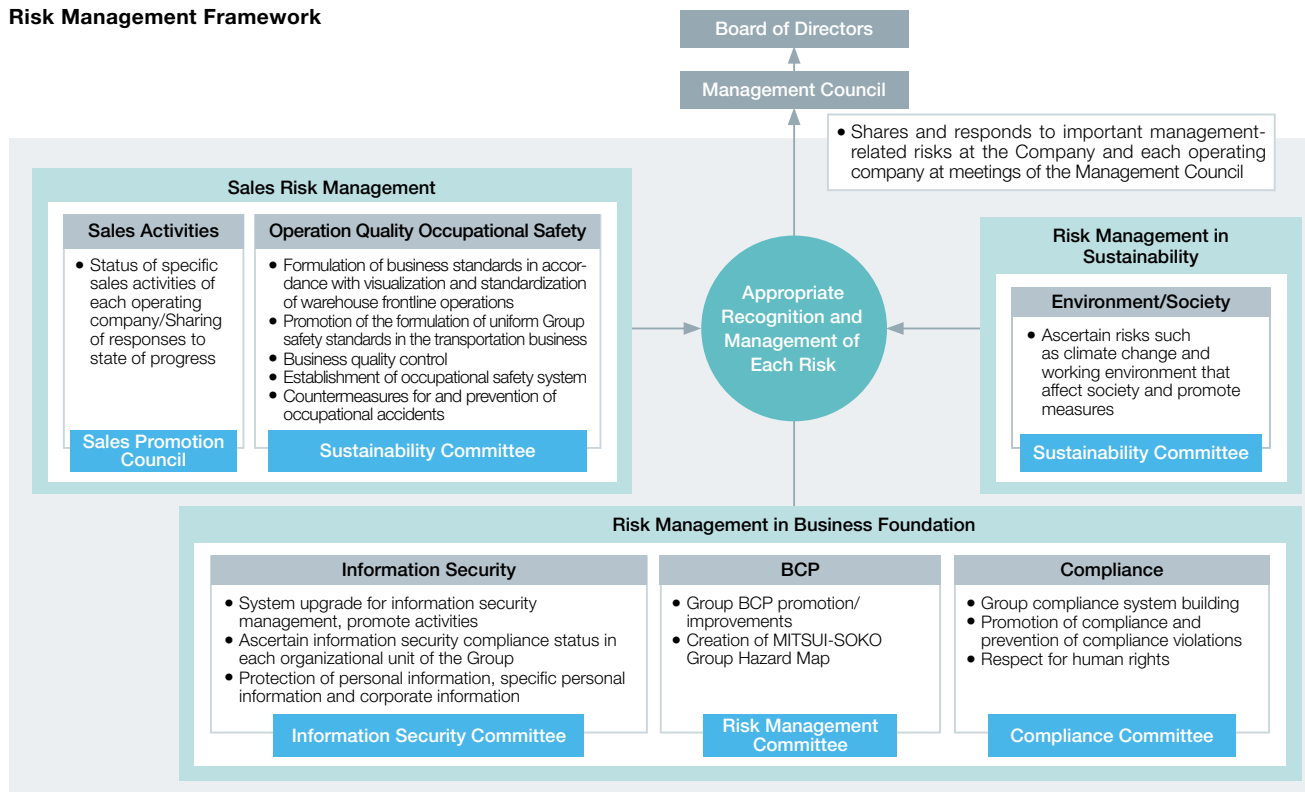 Risk Management Framework
Board of Directors
Management Council
• Shares and responds to important management-
related risks at the Company and each operating
company at meetings of the Management Council
Sales Risk Management
Sales Activities
• Status of specific
sales activities of
each operating
company/Sharing
of responses to
state of progress
Sales Promotion
Council
Operation Quality Occupational Safety
• Formulation of business standards in accor-
dance with visualization and standardization
of warehouse frontline operations
• Promotion of the formulation of uniform Group
safety standards in the transportation business
• Business quality control
• Establishment of occupational safety system
• Countermeasures for and prevention of
occupational accidents
Sustainability Committee
Appropriate
Recognition and
Management of
Each Risk
Risk Management in
Sustainability
Environment/Society
• Ascertain risks such
as climate change and
working environment that
affect society and promote
measures
Sustainability Committee
Risk Management in Business Foundation
Information Security
• System upgrade for information security
management, promote activities
• Ascertain information security compliance status in
each organizational unit of the Group
• Protection of personal information, specific personal
information and corporate information
Information Security Committee
BCP
• Group BCP promotion/
improvements
• Creation of MITSUI-SOKO
Group Hazard Map
Risk Management
Committee
Compliance
• Group compliance system building
• Promotion of compliance and
prevention of compliance violations
• Respect for human rights
Compliance Committee